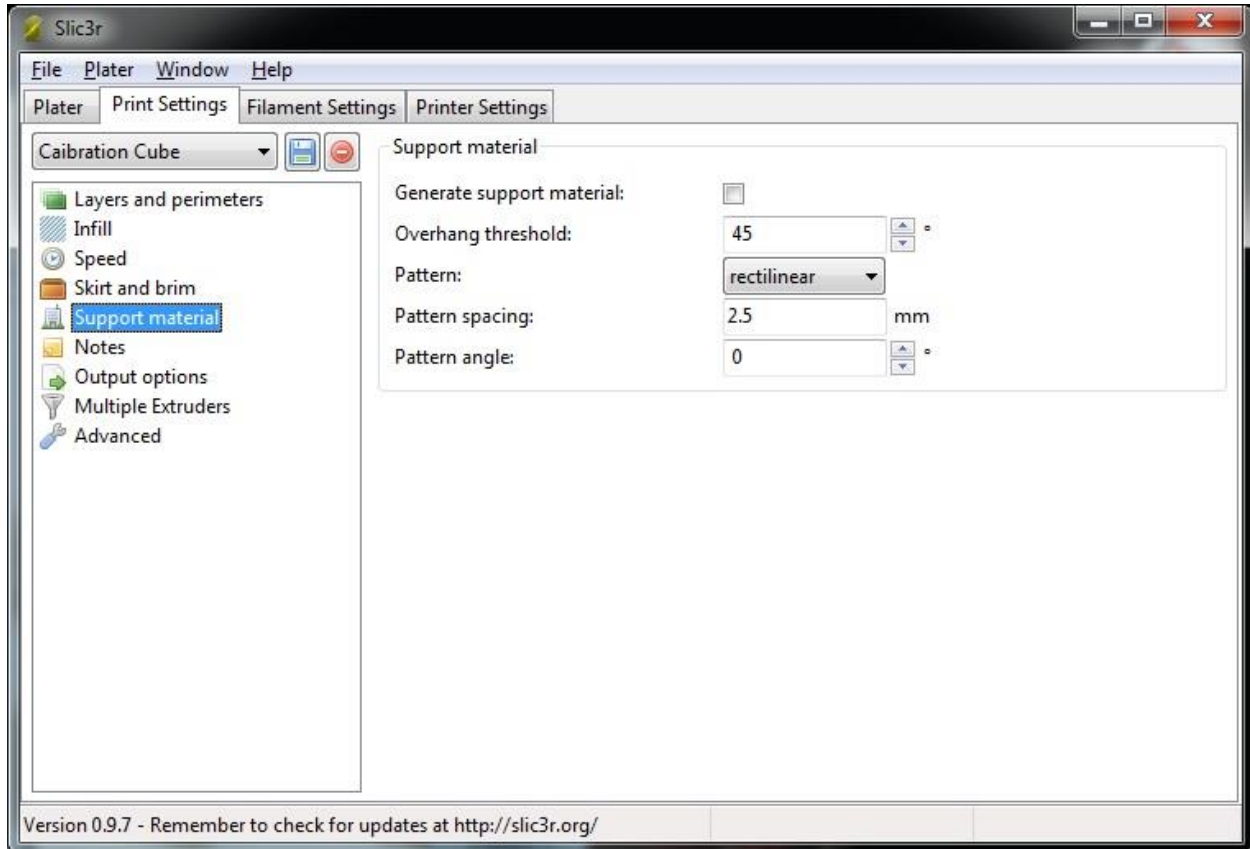 Slic3r
File Plater Window Help
Plater Print Settings Filament Settings Printer Settings
Caibration Cube
Support material
Layers and perimeters
Infill
Speed
Skirt and brim
Support material
Notes
Output options
Multiple Extruders
Advanced
Generate support material:
Overhang threshold: 45 °
Pattern: rectilinear
Pattern spacing: 2.5 mm
Pattern angle: 0 °
Version 0.9.7 - Remember to check for updates at http://slic3r.org/